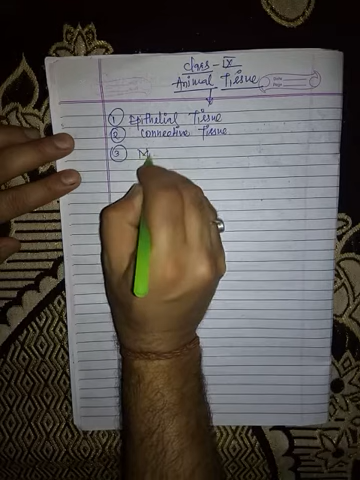 Class - IX
Animal Tissue
① Epithelial Tissue
② Connective Tissue
③ M